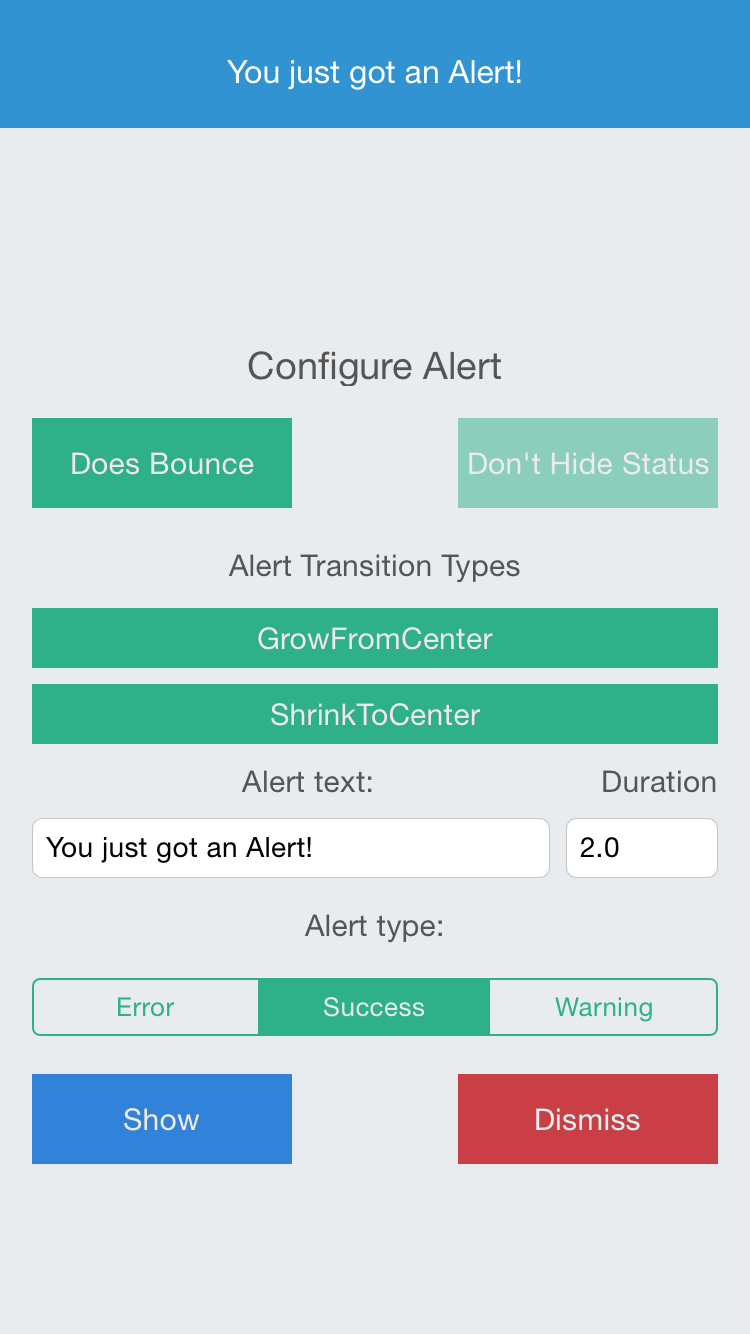 You just got an Alert!
Configure Alert
Does Bounce
Don't Hide Status
Alert Transition Types
GrowFromCenter
ShrinkToCenter
Alert text:
Duration
You just got an Alert!
2.0
Alert type:
Error
Success
Warning
Show
Dismiss